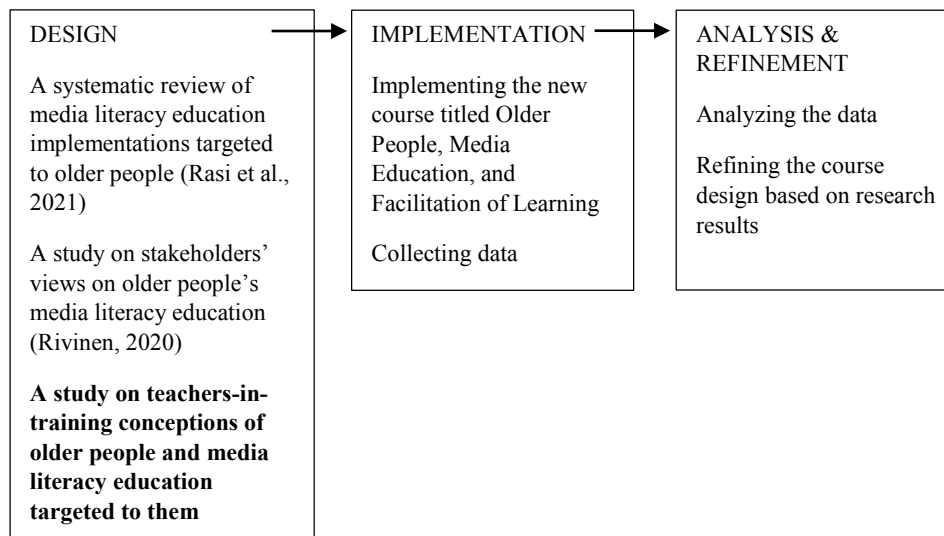 DESIGN
A systematic review of
media literacy education
implementations targeted
to older people (Rasi et al.,
2021)
A study on stakeholders’
views on older people’s
media literacy education
(Rivinen, 2020)
A study on teachers-in-
training conceptions of
older people and media
literacy education
targeted to them
IMPLEMENTATION
Implementing the new
course titled Older
People, Media
Education, and
Facilitation of Learning
Collecting data
ANALYSIS &
REFINEMENT
Analyzing the data
Refining the course
design based on research
results